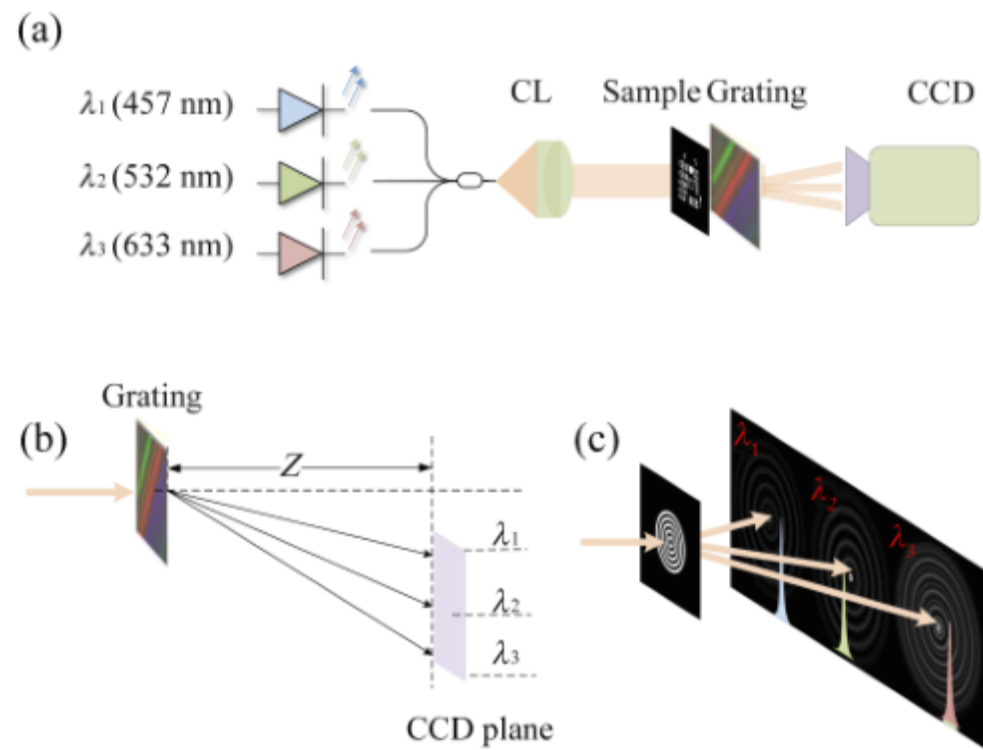 (a)
λ1 (457 nm)
λ2 (532 nm)
λ3 (633 nm)
CL
Sample Grating
CCD
(b)
Grating
Z
λ1
λ2
λ3
CCD plane
(c)
λ1
λ2
λ3